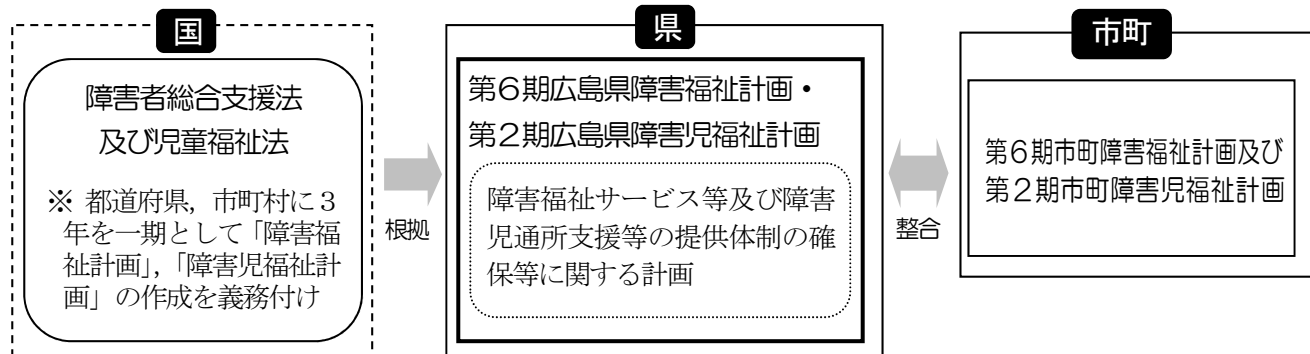 国
障害者総合支援法
及び児童福祉法
※ 都道府県，市町村に３
年を一期として「障害福
祉計画」，「障害児福祉計
画」の作成を義務付け
根拠
県
第６期広島県障害福祉計画・
第２期広島県障害児福祉計画
障害福祉サービス等及び障害
児通所支援等の提供体制の確
保等に関する計画
整合
市町
第６期市町障害福祉計画及び
第２期市町障害児福祉計画